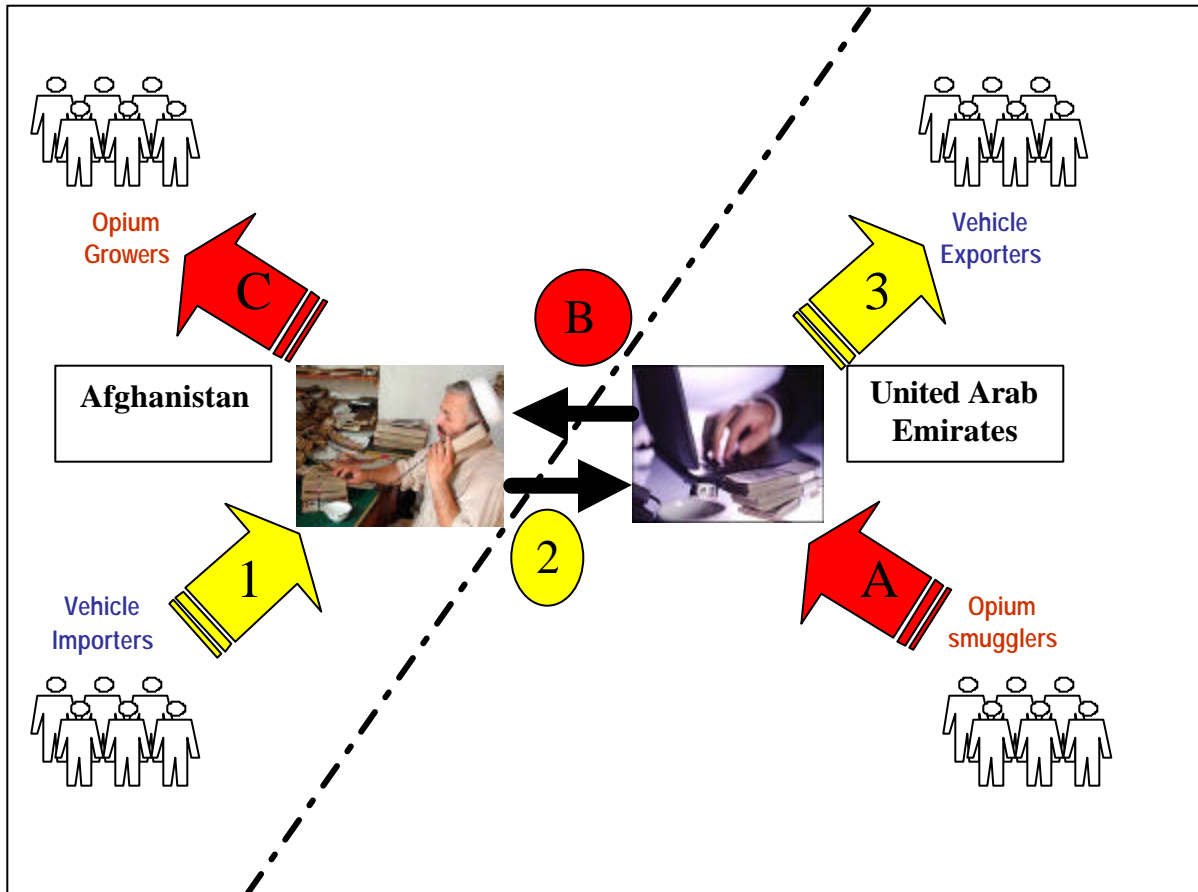 Opium
Growers
Vehicle
Exporters
C
B
3
Afghanistan
United Arab
Emirates
1
2
A
Vehicle
Importers
Opium
smugglers